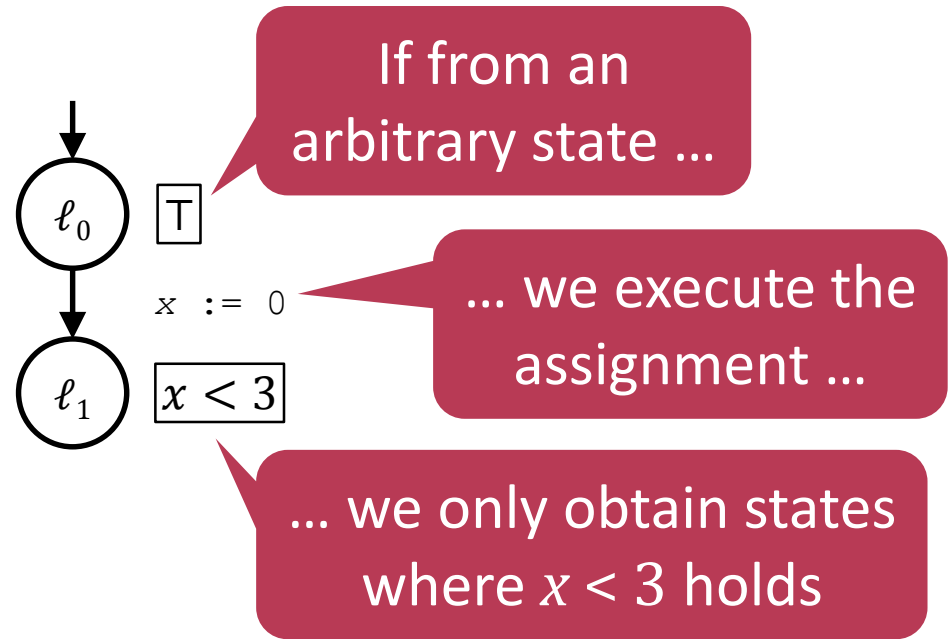 If from an
arbitrary state …
ℓ₀
⊤
x := 0
… we execute the
assignment …
ℓ₁
x < 3
… we only obtain states
where x < 3 holds